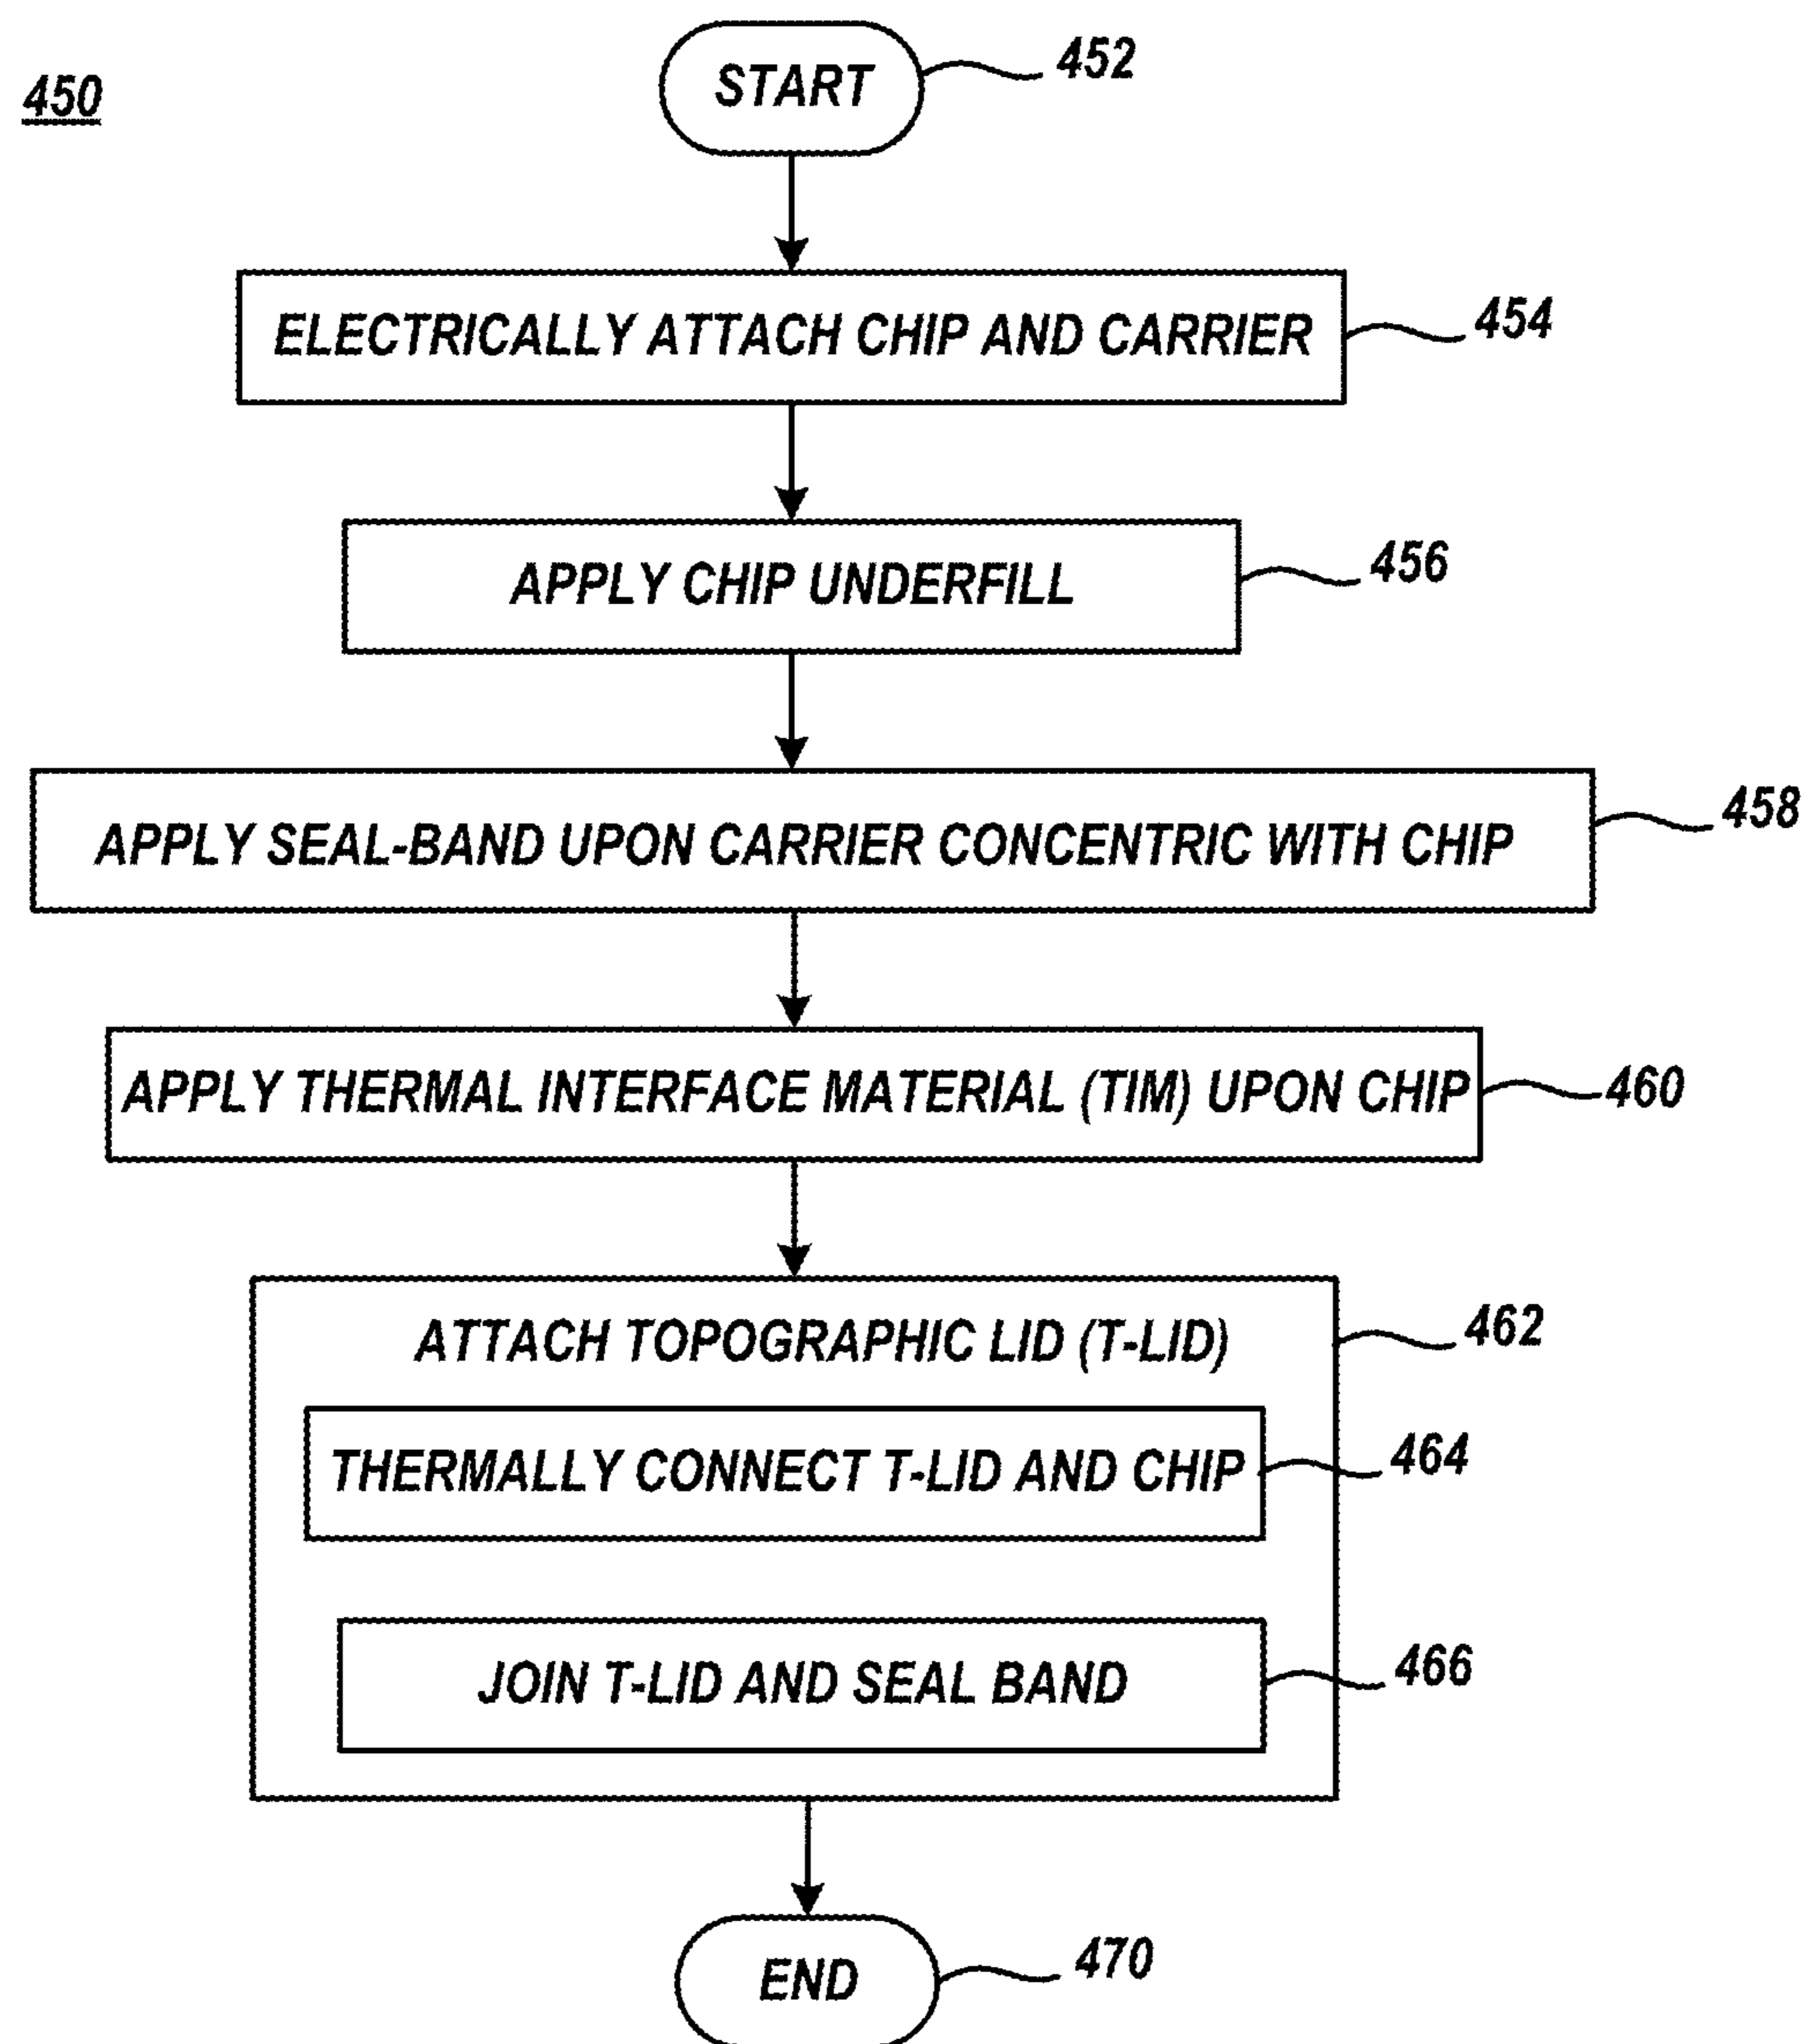 450
START
452
ELECTRICALLY ATTACH CHIP AND CARRIER
454
APPLY CHIP UNDERFILL
456
APPLY SEAL-BAND UPON CARRIER CONCENTRIC WITH CHIP
458
APPLY THERMAL INTERFACE MATERIAL (TIM) UPON CHIP
460
ATTACH TOPOGRAPHIC LID (T-LID)
462
THERMALLY CONNECT T-LID AND CHIP
464
JOIN T-LID AND SEAL BAND
466
END
470